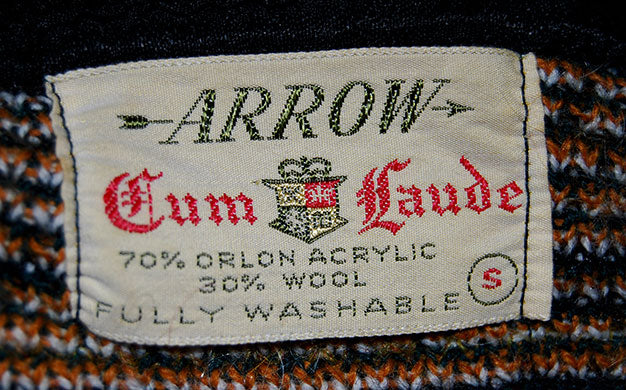 ARROW
Cum Laude
70% ORLON ACRYLIC
30% WOOL
FULLY WASHABLE
S